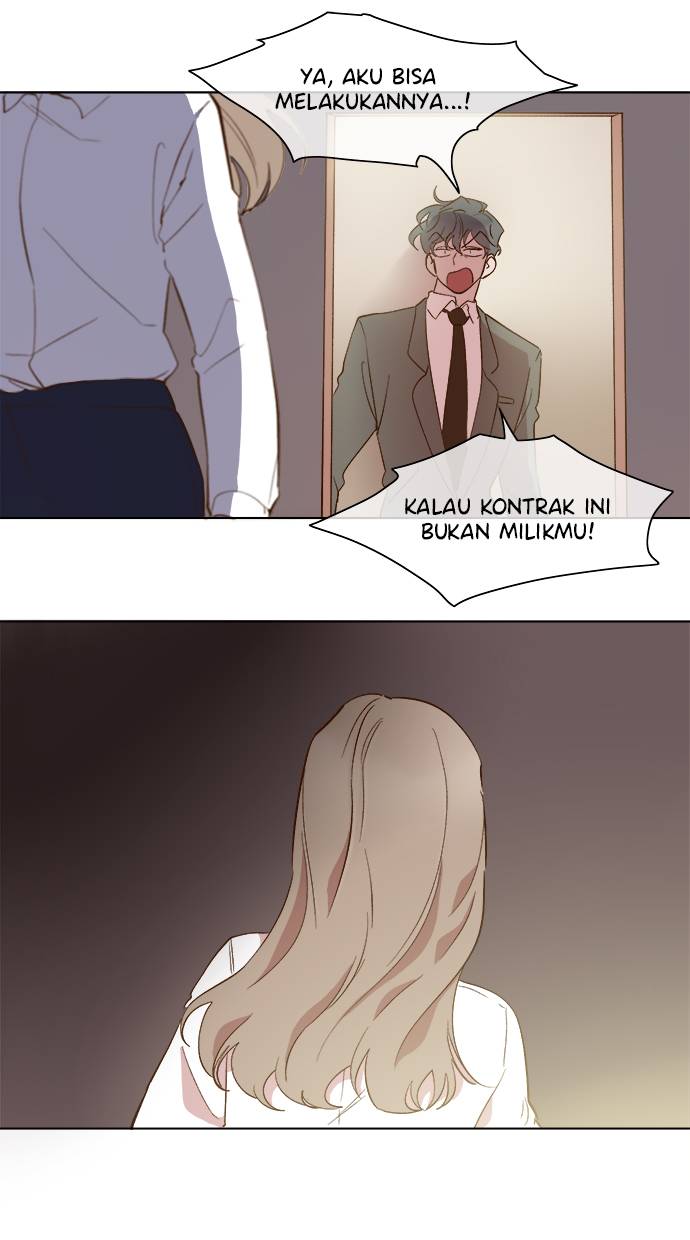 YA, AKU BISA
MELAKUKANNYA...!
KALAU KONTRAK INI
BUKAN MILIKMU!